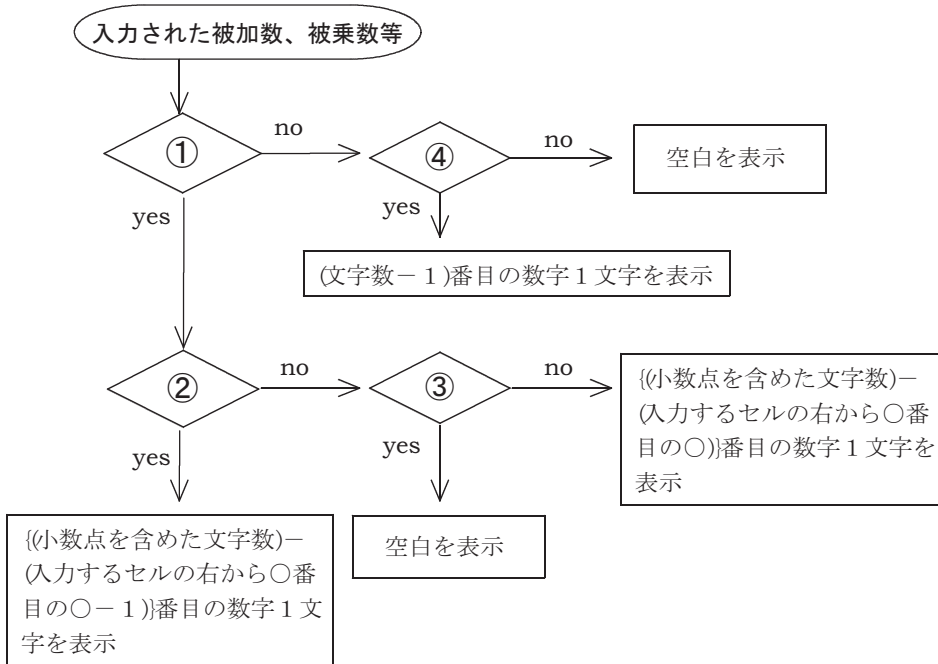 入力された被加数、被乗数等
①
no
④
no
空白を表示
yes
yes
(文字数－１)番目の数字１文字を表示
②
no
③
no
{(小数点を含めた文字数)－
(入力するセルの右から○番
目の○)}番目の数字１文字を
表示
yes
yes
{(小数点を含めた文字数)－
(入力するセルの右から○番
目の○－１)}番目の数字１文
字を表示
空白を表示